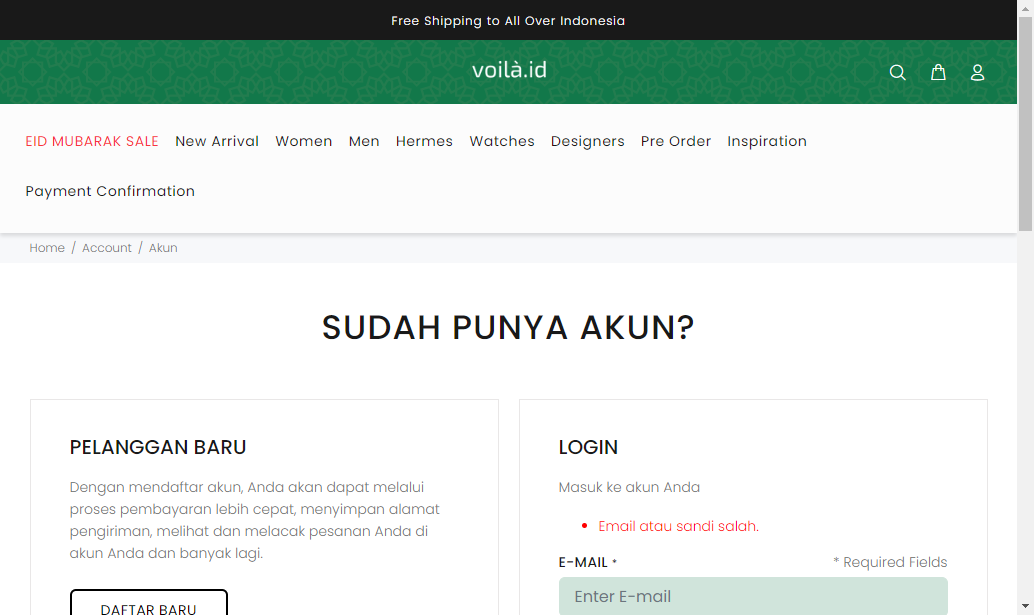 Free Shipping to All Over Indonesia
voilà.id
EID MUBARAK SALE New Arrival Women Men Hermes Watches Designers Pre Order Inspiration
Payment Confirmation
Home / Account / Akun
SUDAH PUNYA AKUN?
PELANGGAN BARU
Dengan mendaftar akun, Anda akan dapat melalui
proses pembayaran lebih cepat, menyimpan alamat
pengiriman, melihat dan melacak pesanan Anda di
akun Anda dan banyak lagi.
DAFTAR BARU
LOGIN
Masuk ke akun Anda
Email atau sandi salah.
E-MAIL * * Required Fields
Enter E-mail